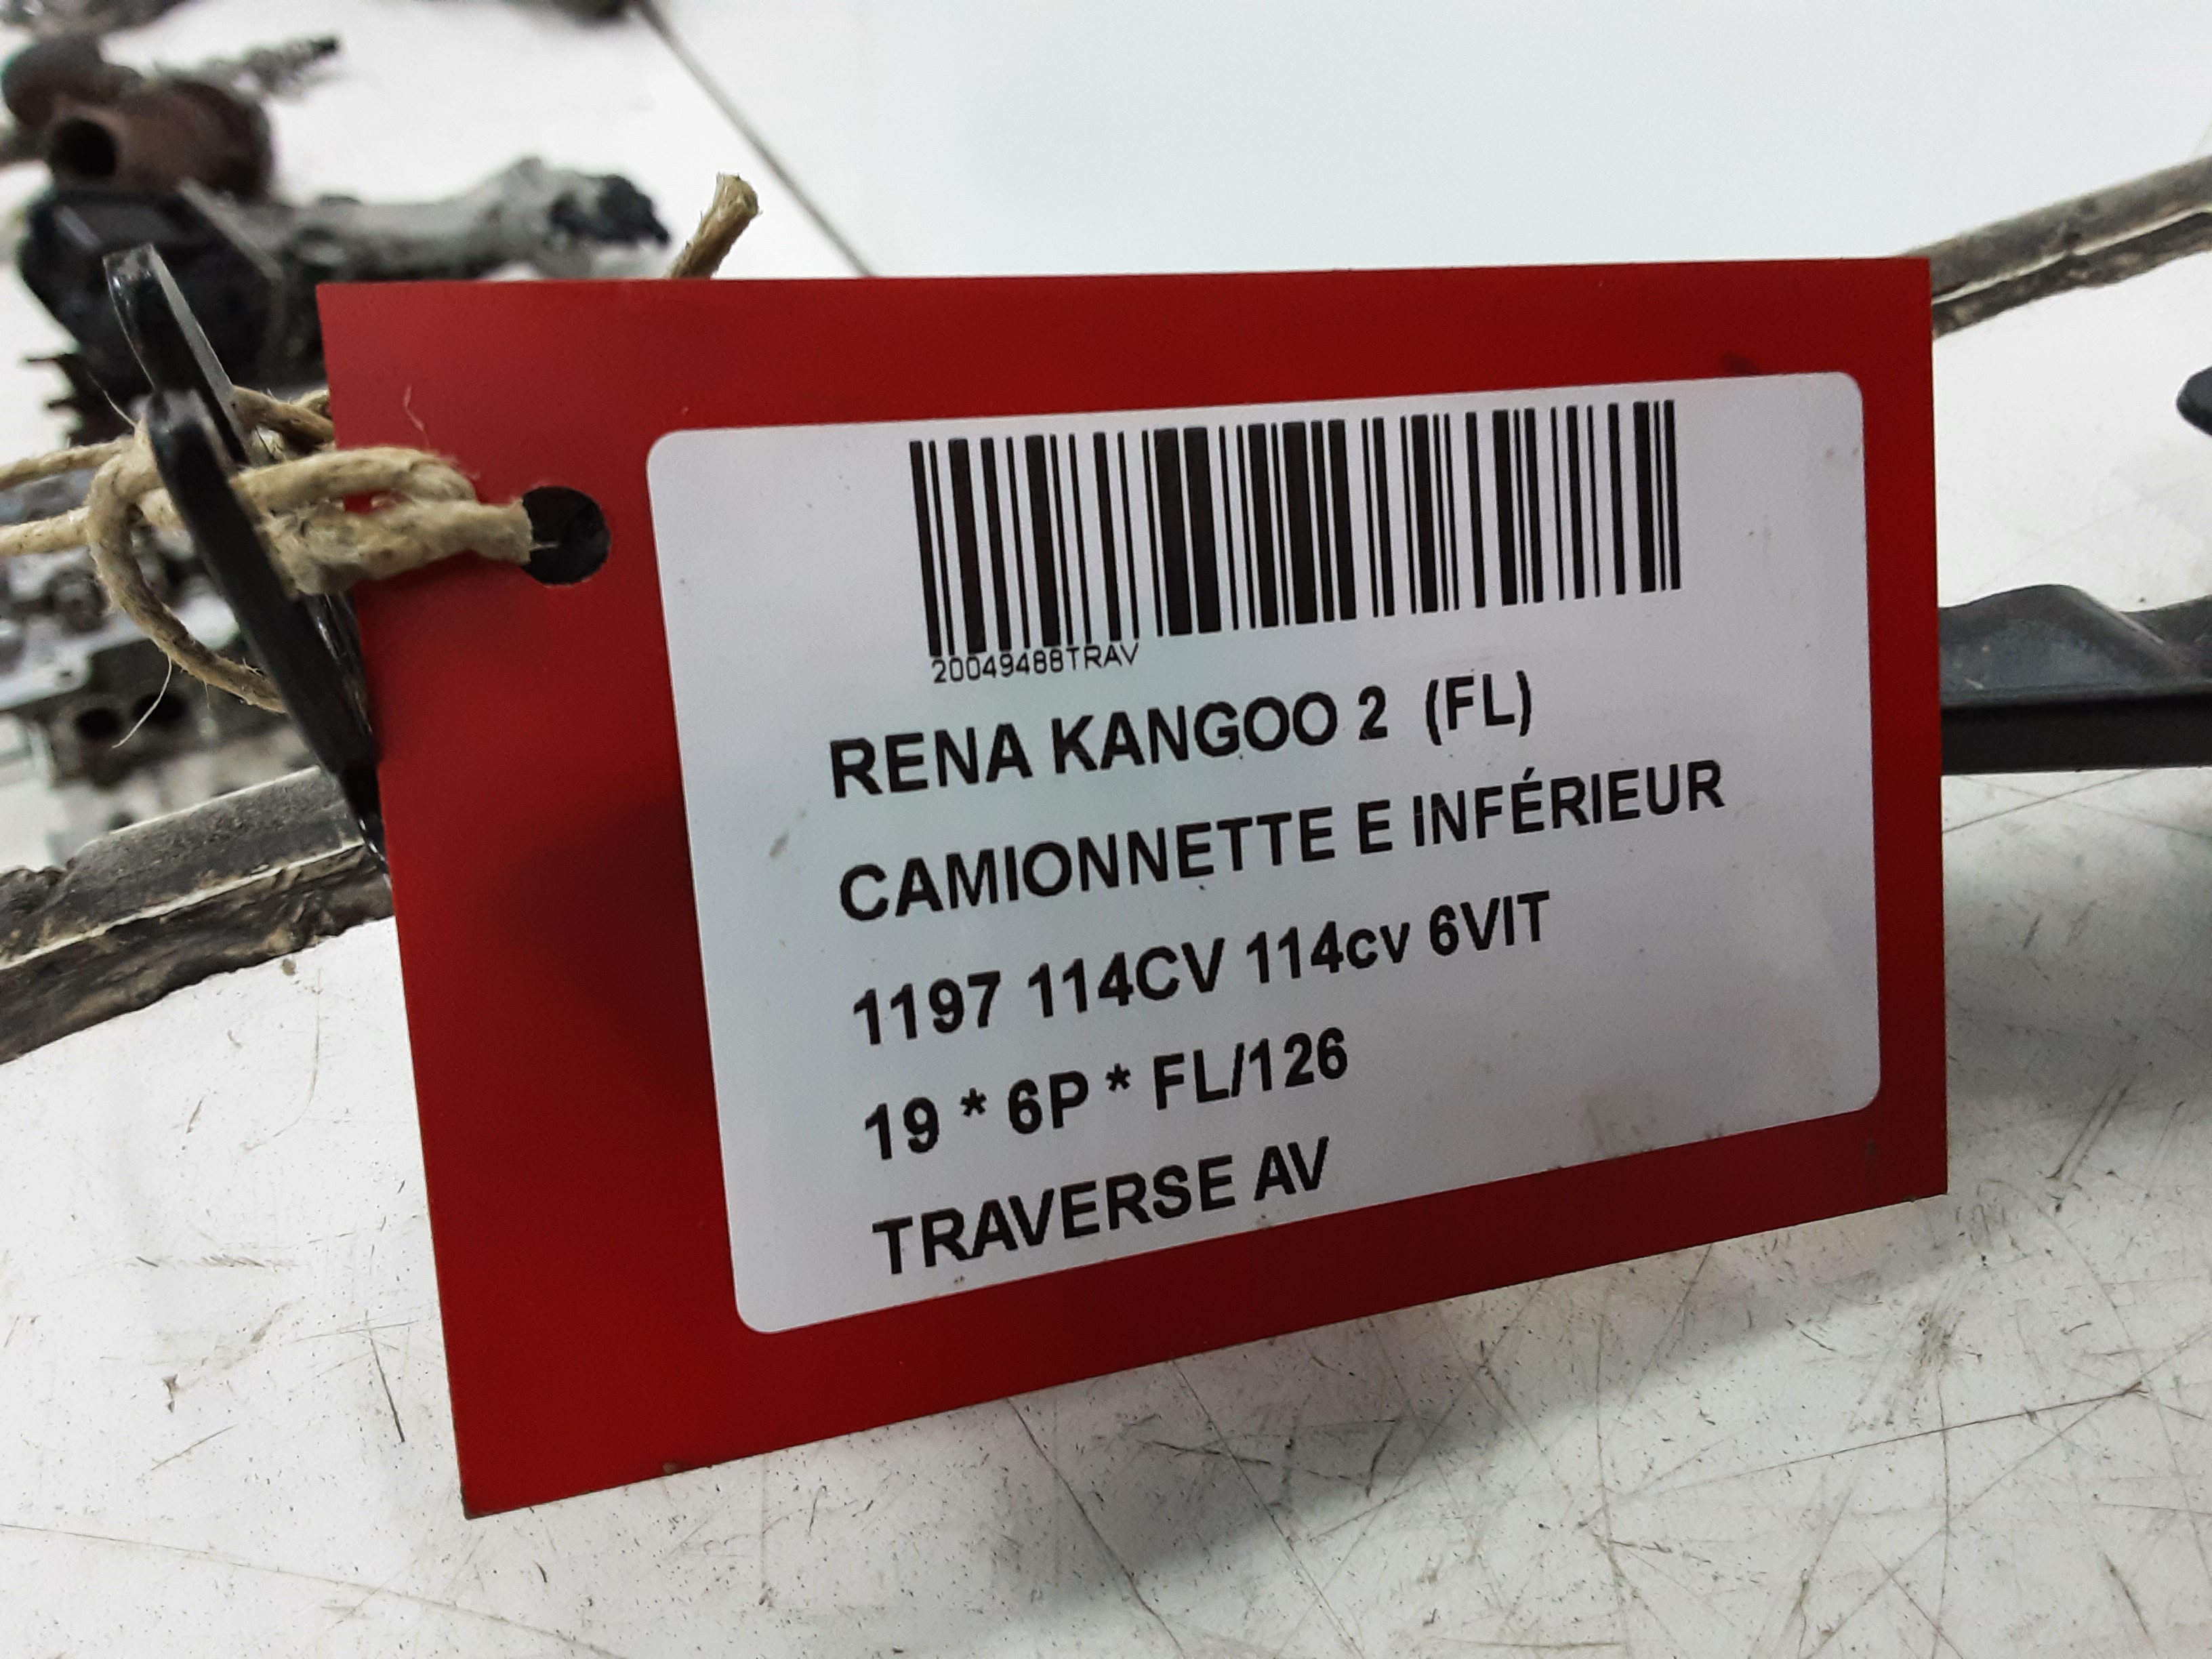 20049488TRAV
RENA KANGOO 2 (FL)
CAMIONNETTE E INFÉRIEUR
1197 114CV 114cv 6VIT
19 * 6P * FL/126
TRAVERSE AV